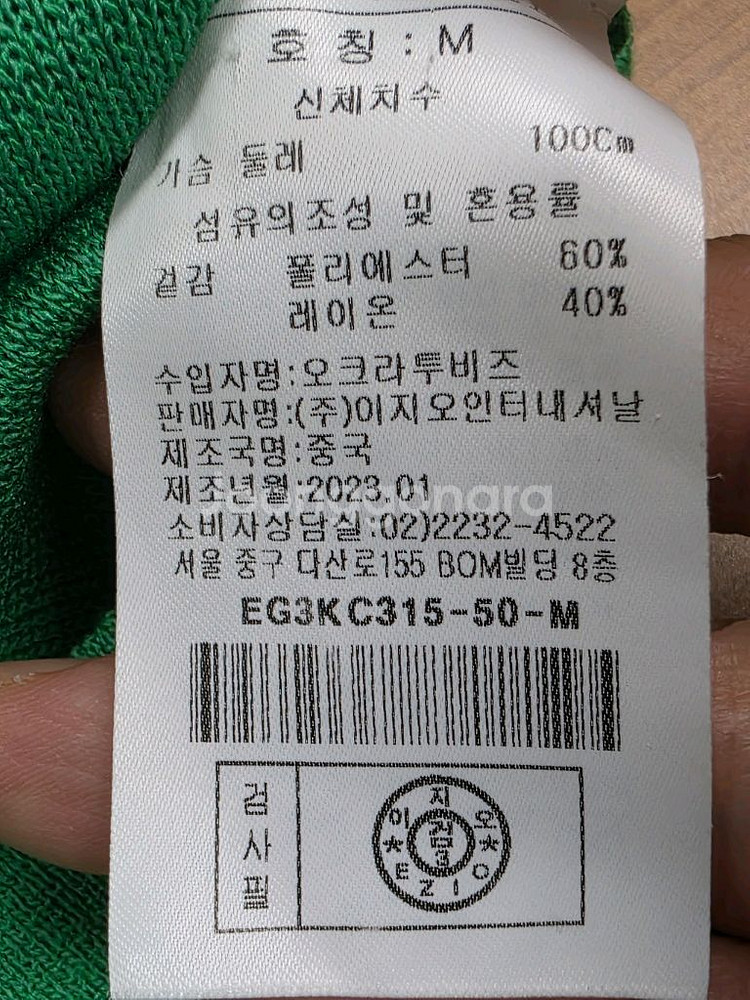 호 칭 : M
신체치수
가슴 둘레 100Cm
섬유의조성 및 혼용률
겉감 폴리에스터 60%
레이온 40%
수입자명:오크라투비즈
판매자명:(주)이지오인터내셔날
제조국명:중국
제조년월:2023.01
joonggonara
소비자상담실:02)2232-4522
서울 중구 다산로155 BOM빌딩 8층
EG3KC315-50-M
검사필
이지오
검
3
EZIO